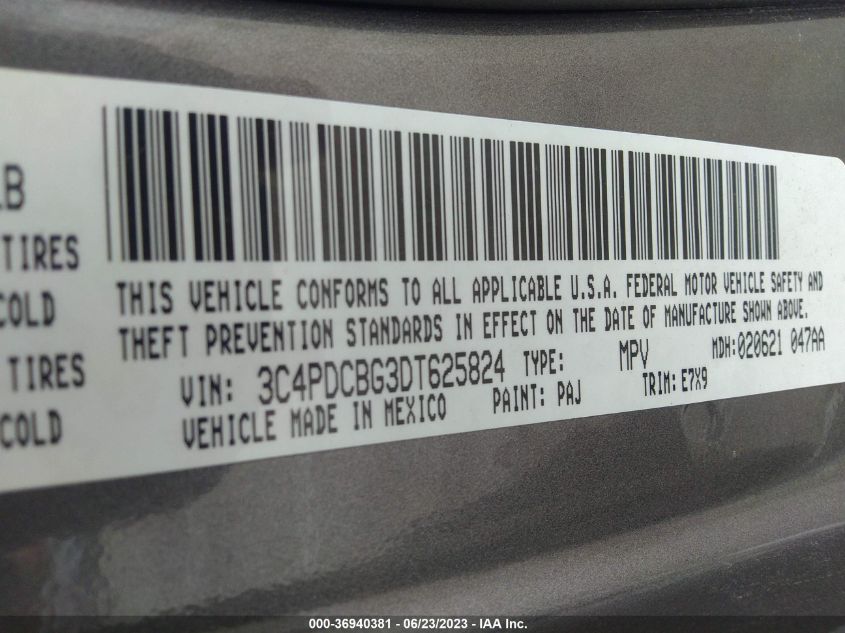 LB
TIRES
COLD
TIRES
COLD
THIS VEHICLE CONFORMS TO ALL APPLICABLE U.S.A. FEDERAL MOTOR VEHICLE SAFETY AND
THEFT PREVENTION STANDARDS IN EFFECT ON THE DATE OF MANUFACTURE SHOWN ABOVE.
VIN: 3C4PDCBG3DT625824 TYPE: MPV MDH:020621 047AA
VEHICLE MADE IN MEXICO PAINT: PAJ TRIM:E7X9
000-36940381 - 06/23/2023 - IAA Inc.